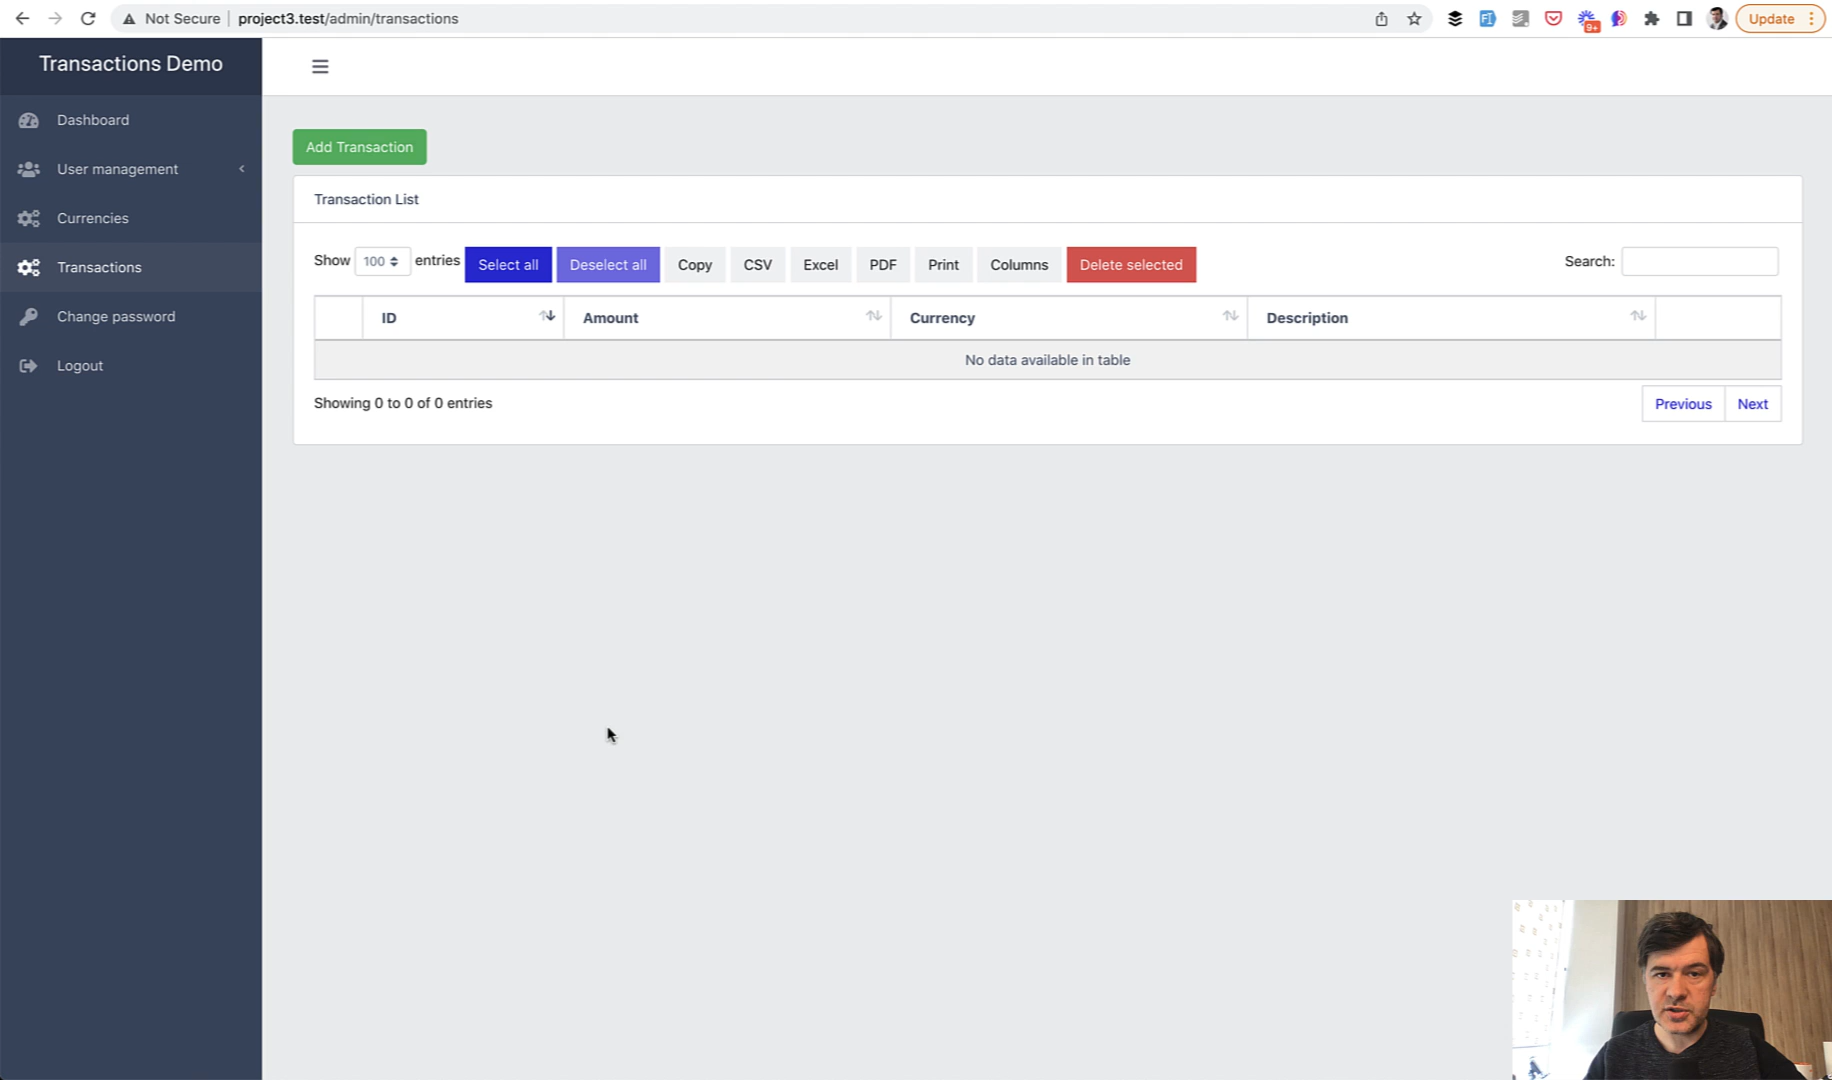 Not Secure project3.test/admin/transactions
9+
Update
Transactions Demo
Dashboard
User management
Currencies
Transactions
Change password
Logout
Add Transaction
Transaction List
Show 100 entries Select all Deselect all Copy CSV Excel PDF Print Columns Delete selected Search:
ID Amount Currency Description
No data available in table
Showing 0 to 0 of 0 entries
Previous Next